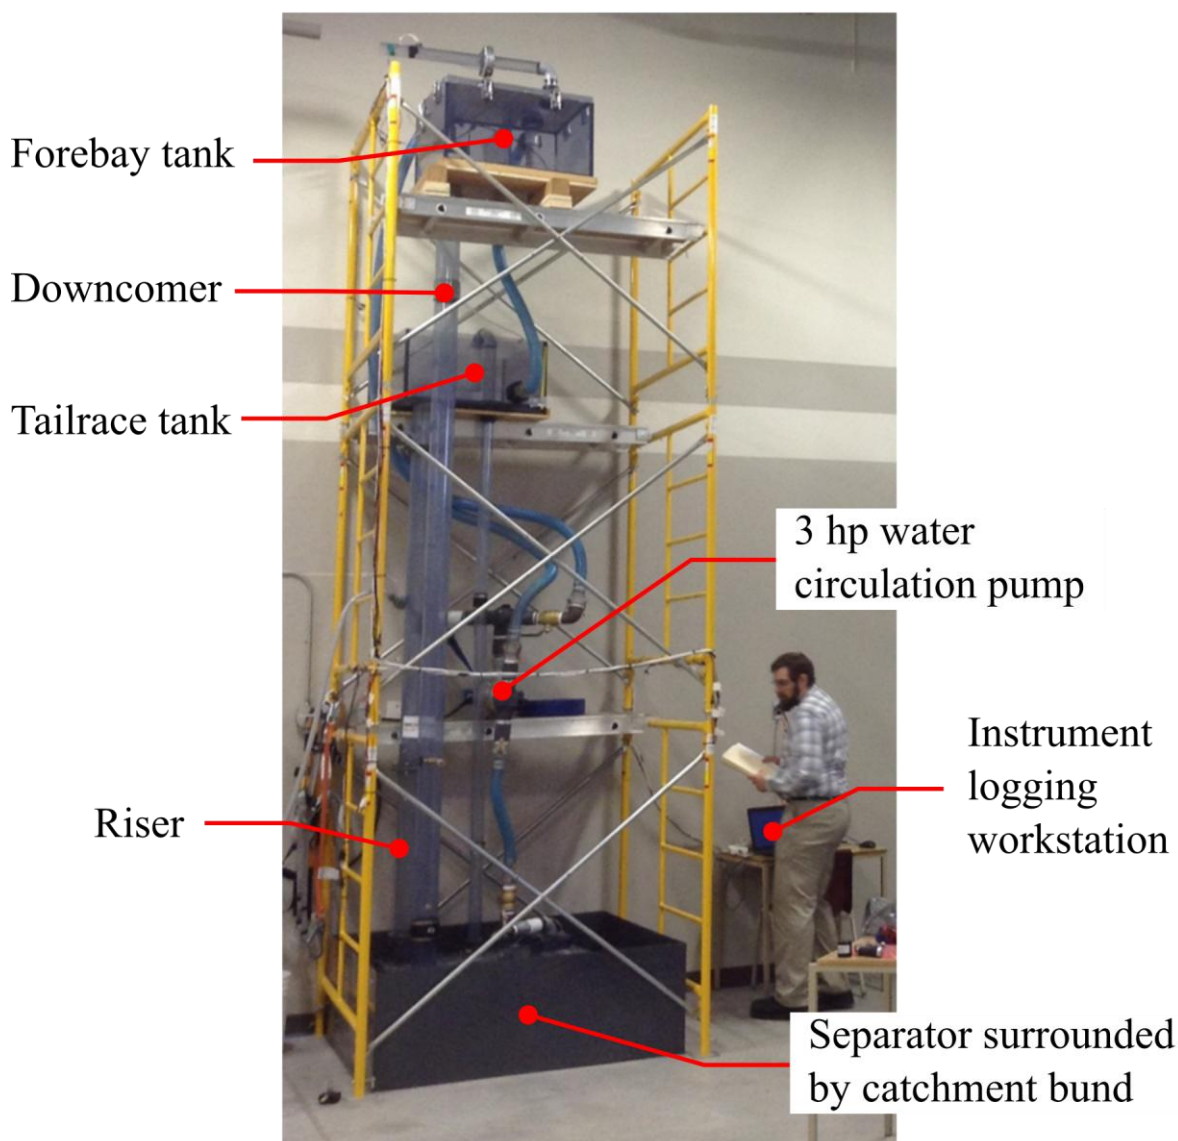 Forebay tank
Downcomer
Tailrace tank
3 hp water
circulation pump
Instrument
logging
workstation
Riser
Separator surrounded
by catchment bund